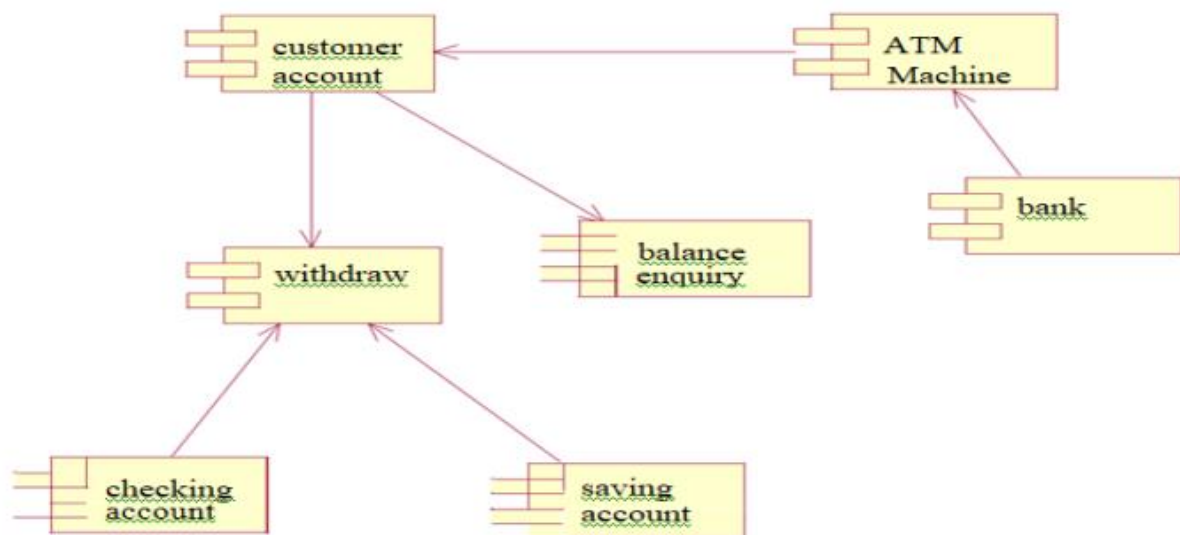 customer
account
ATM
Machine
bank
balance
enquiry
withdraw
checking
account
saving
account